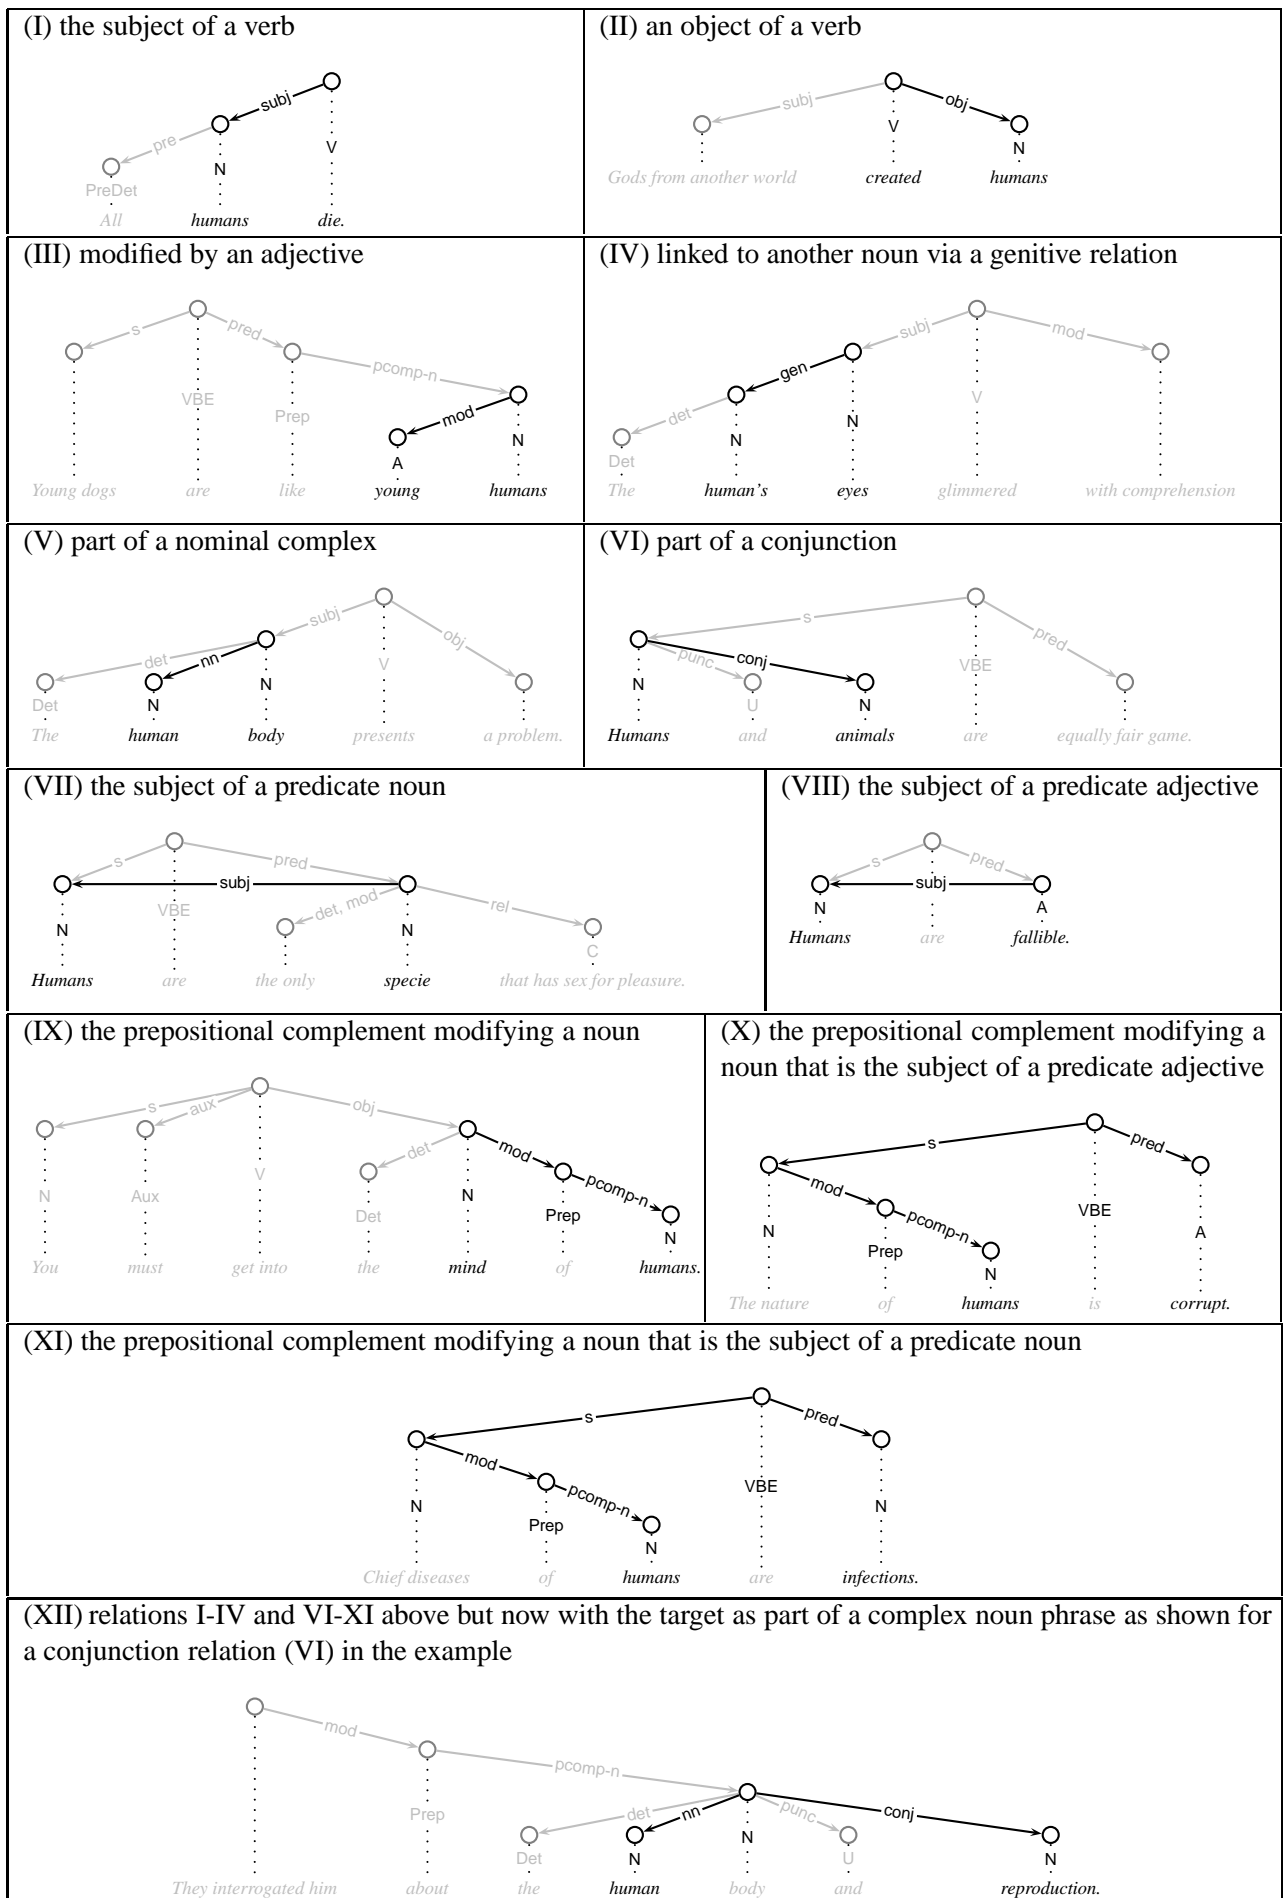 (I) the subject of a verb
subj
pre
V
N
PreDet
All humans die.
(II) an object of a verb
subj obj
V
N
Gods from another world created humans
(III) modified by an adjective
s pred
pcomp-n
VBE
Prep
mod
A N
Young dogs are like young humans
(IV) linked to another noun via a genitive relation
subj mod
gen
det
V
N
N
Det
The human's eyes glimmered with comprehension
(V) part of a nominal complex
subj obj
det nn
V
N
Det N
The human body presents a problem.
(VI) part of a conjunction
s pred
punc conj
VBE
N
U N
Humans and animals are equally fair game.
(VII) the subject of a predicate noun
s pred
subj
det, mod rel
VBE
N N
C
Humans are the only specie that has sex for pleasure.
(VIII) the subject of a predicate adjective
s pred
subj
N A
Humans are fallible.
(IX) the prepositional complement modifying a noun
s aux obj
det mod
V
pcomp-n
N Aux N
Det Prep
N
You must get into the mind of humans.
(X) the prepositional complement modifying a
noun that is the subject of a predicate adjective
s pred
mod
pcomp-n
VBE
N A
Prep
N
The nature of humans is corrupt.
(XI) the prepositional complement modifying a noun that is the subject of a predicate noun
s pred
mod
pcomp-n
VBE
N N
Prep
N
Chief diseases of humans are infections.
(XII) relations I-IV and VI-XI above but now with the target as part of a complex noun phrase as shown for
a conjunction relation (VI) in the example
mod
pcomp-n
Prep
det nn punc conj
N
Det N U N
They interrogated him about the human body and reproduction.